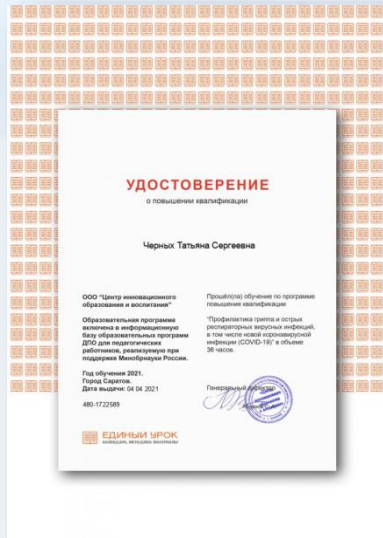 УДОСТОВЕРЕНИЕ
о повышении квалификации
Черных Татьяна Сергеевна
ООО "Центр инновационного
образования и воспитания"
Образовательная программа
включена в информационную
базу образовательных программ
ДПО для педагогических
работников, реализуемую при
поддержке Минобрнауки России.
Год обучения 2021.
Город Саратов.
Дата выдачи: 04 04 2021
480-1722589
Прошёл(ла) обучение по программе
повышения квалификации
"Профилактика гриппа и острых
респираторных вирусных инфекций,
в том числе новой коронавирусной
инфекции (COVID-19)" в объеме
36 часов.
Генеральный директор
ЕДИНЫЙ УРОК